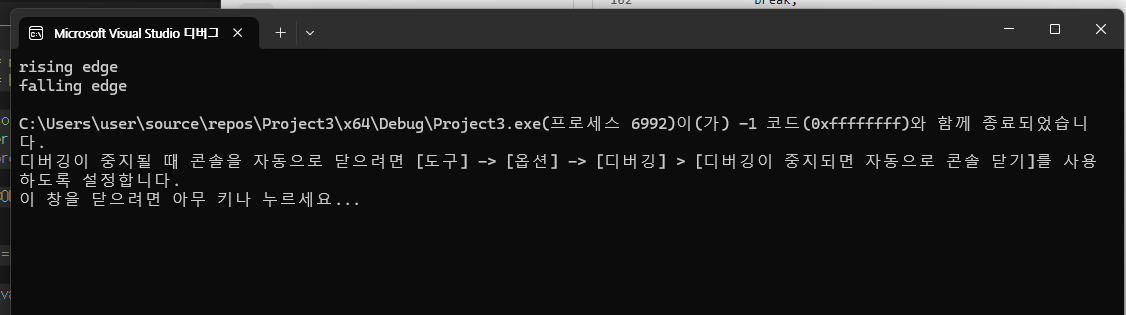 162
break;
Microsoft Visual Studio 디버그
rising edge
falling edge
C:\Users\user\source\repos\Project3\x64\Debug\Project3.exe(프로세스 6992)이(가) -1 코드(0xffffffff)와 함께 종료되었습니
다.
디버깅이 중지될 때 콘솔을 자동으로 닫으려면 [도구] -> [옵션] -> [디버깅] > [디버깅이 중지되면 자동으로 콘솔 닫기]를 사용
하도록 설정합니다.
이 창을 닫으려면 아무 키나 누르세요...